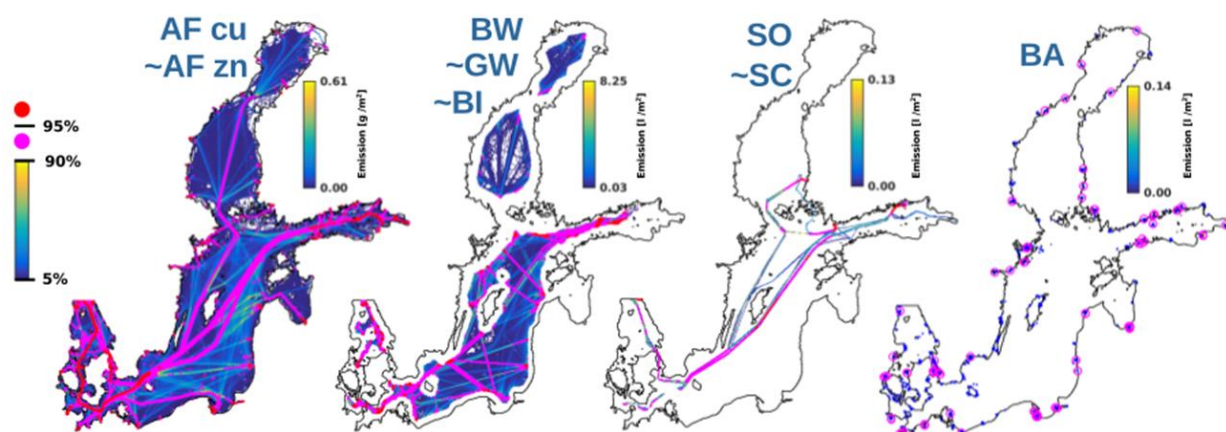 AF cu
~AF zn
BW
~GW
~BI
SO
~SC
BA
95%
90%
5%
0.61
Emission [g /m²]
0.00
8.25
Emission [l /m²]
0.03
0.13
Emission [l /m²]
0.00
0.14
Emission [l /m²]
0.00